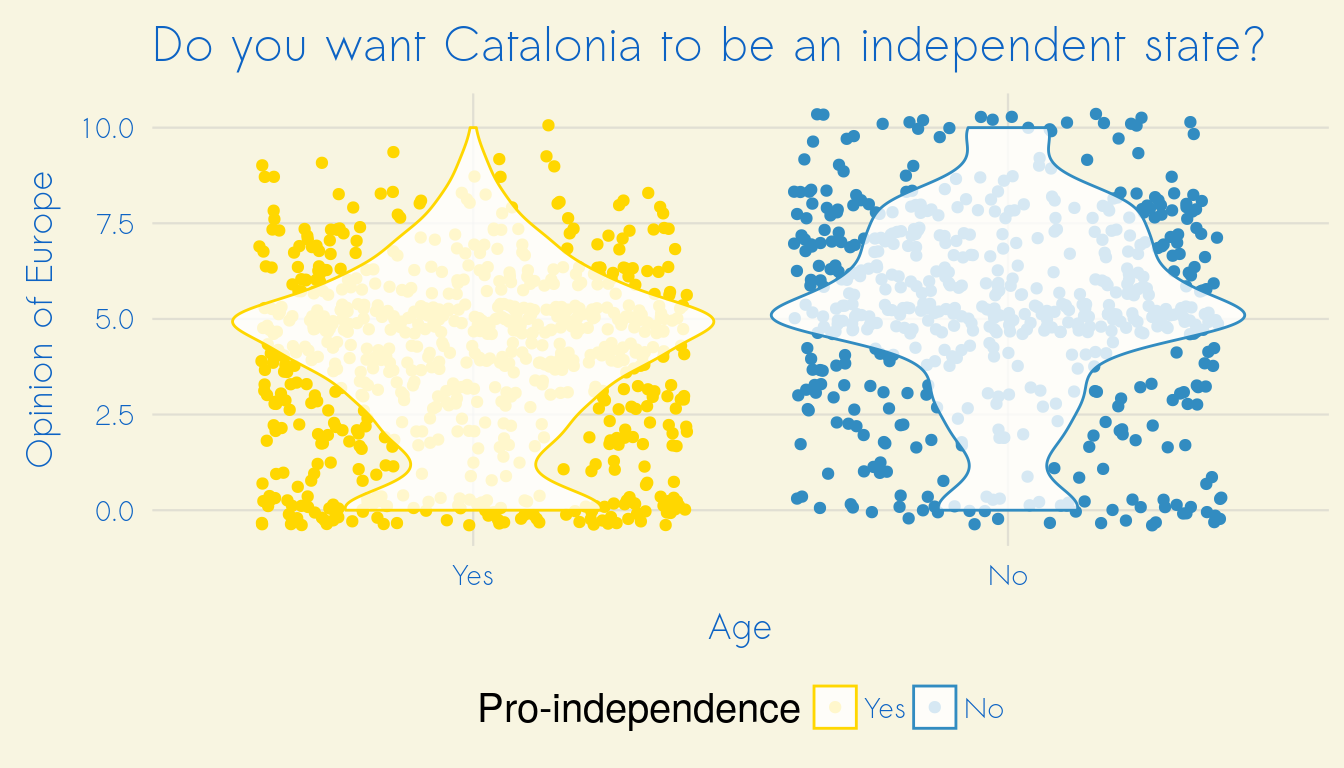 Do you want Catalonia to be an independent state?
Opinion of Europe
10.0
7.5
5.0
2.5
0.0
Yes No
Age
Pro-independence Yes No